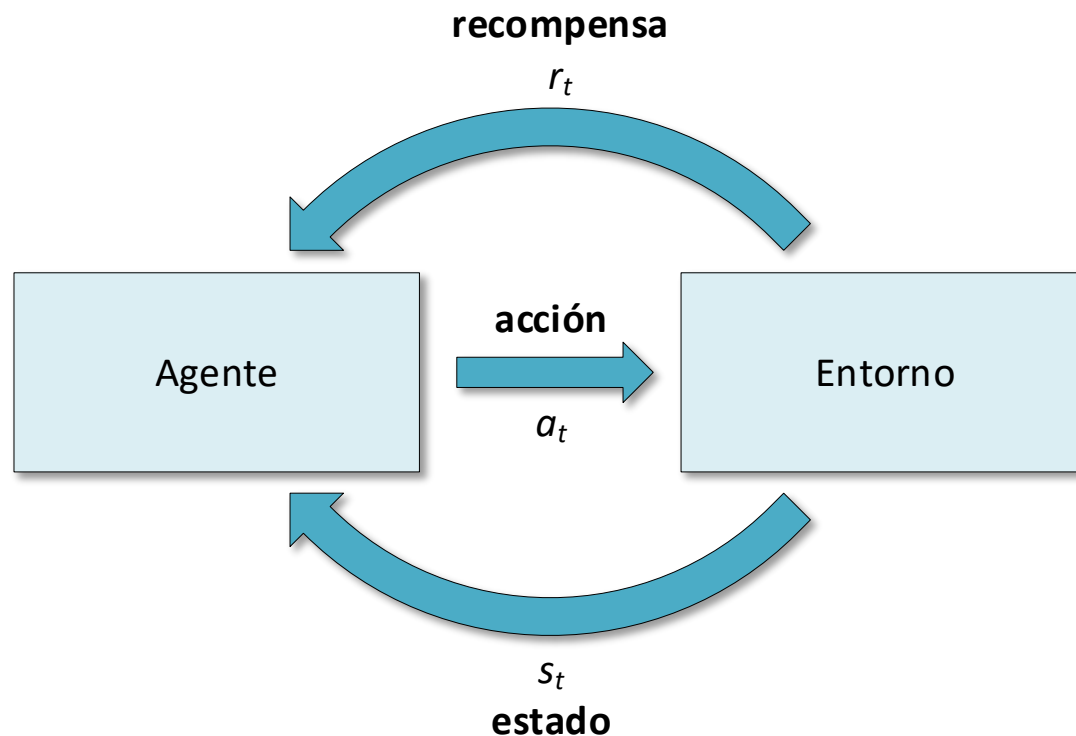 recompensa
r_t
acción
Agente
Entorno
a_t
s_t
estado